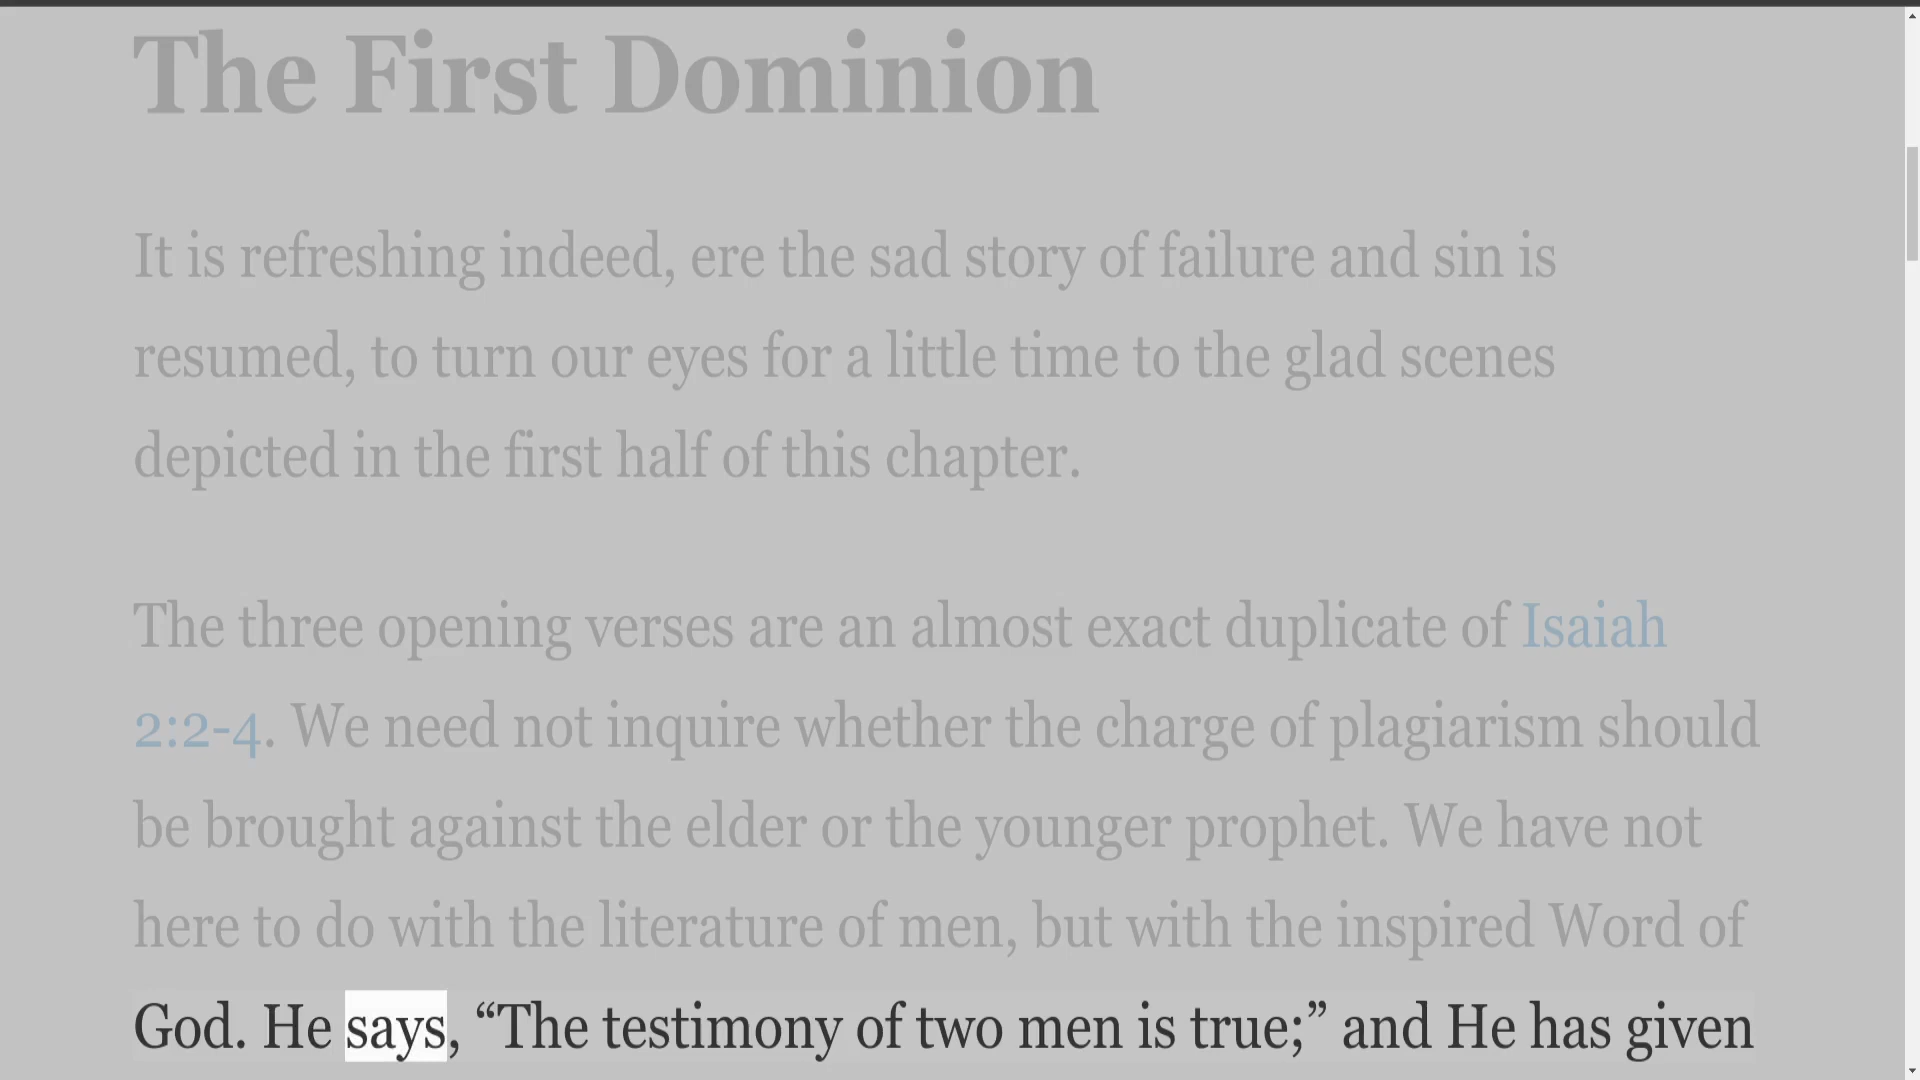 The First Dominion
It is refreshing indeed, ere the sad story of failure and sin is
resumed, to turn our eyes for a little time to the glad scenes
depicted in the first half of this chapter.
The three opening verses are an almost exact duplicate of Isaiah
2:2-4. We need not inquire whether the charge of plagiarism should
be brought against the elder or the younger prophet. We have not
here to do with the literature of men, but with the inspired Word of
God. He says, “The testimony of two men is true;” and He has given